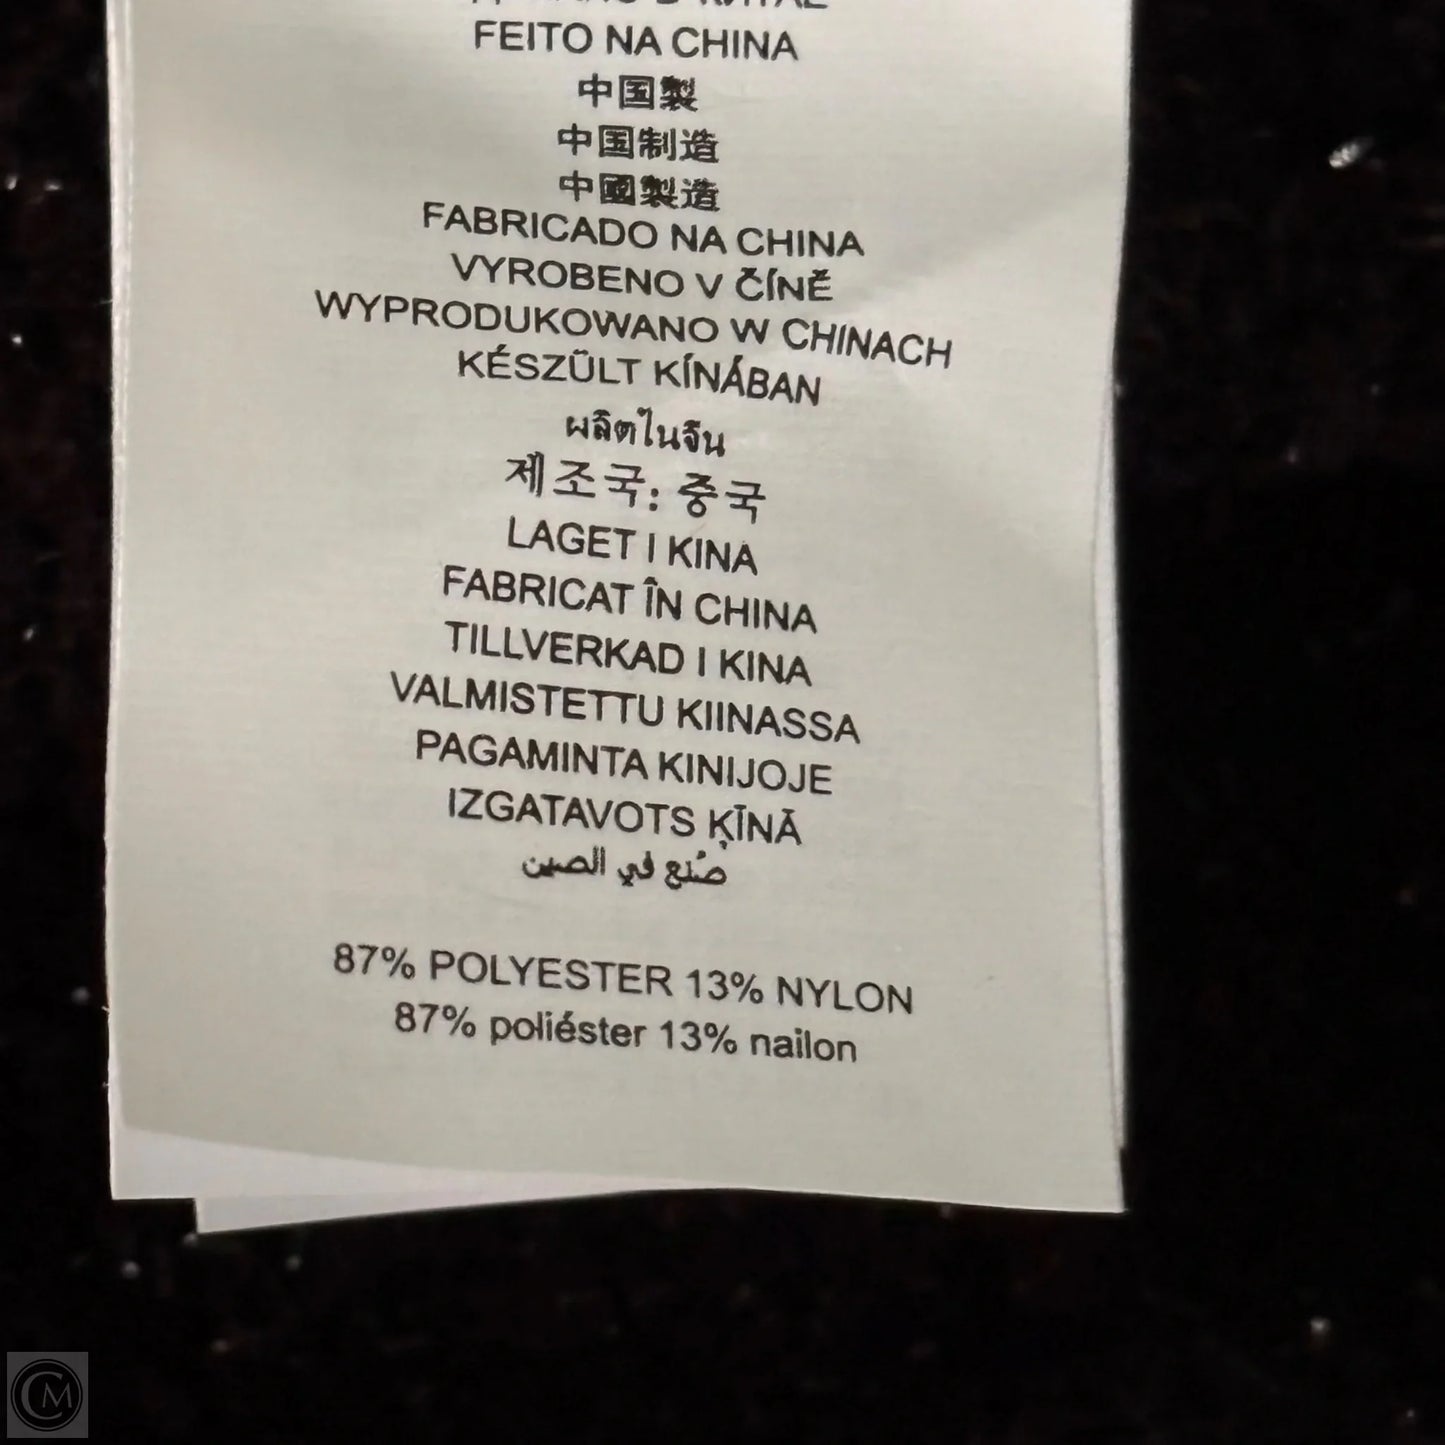 FEITO NA CHINA
中国製
中国制造
中國製造
FABRICADO NA CHINA
VYROBENO V ČÍNĚ
WYPRODUKOWANO W CHINACH
KÉSZÜLT KÍNÁBAN
ผลิตในจีน
제조국: 중국
LAGET I KINA
FABRICAT ÎN CHINA
TILLVERKAD I KINA
VALMISTETTU KIINASSA
PAGAMINTA KINIJOJE
IZGATAVOTS ĶĪNĀ
صُنع في الصين
87% POLYESTER 13% NYLON
87% poliéster 13% nailon
CM